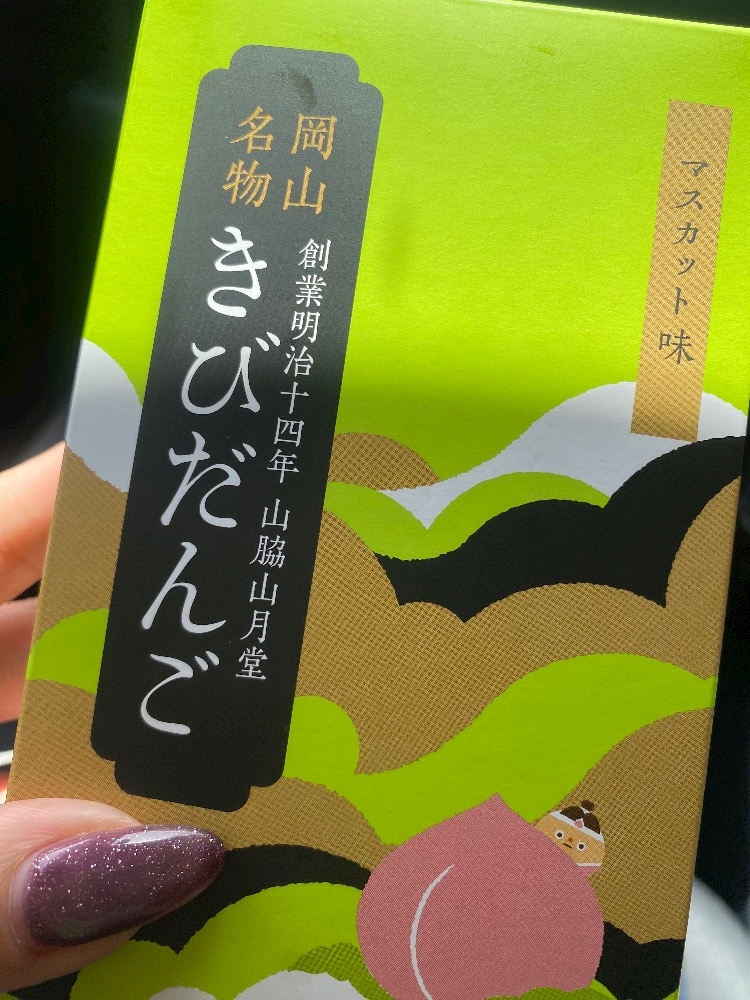 岡山
名物
創業明治十四年 山脇山月堂
きびだんご
マスカット味